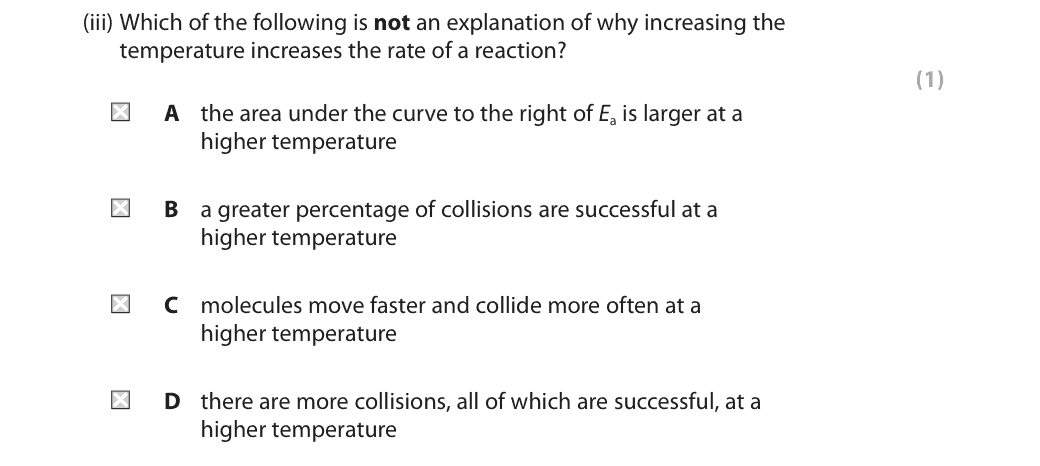 (iii) Which of the following is not an explanation of why increasing the
temperature increases the rate of a reaction?
(1)
A the area under the curve to the right of Eₐ is larger at a
higher temperature
B a greater percentage of collisions are successful at a
higher temperature
C molecules move faster and collide more often at a
higher temperature
D there are more collisions, all of which are successful, at a
higher temperature